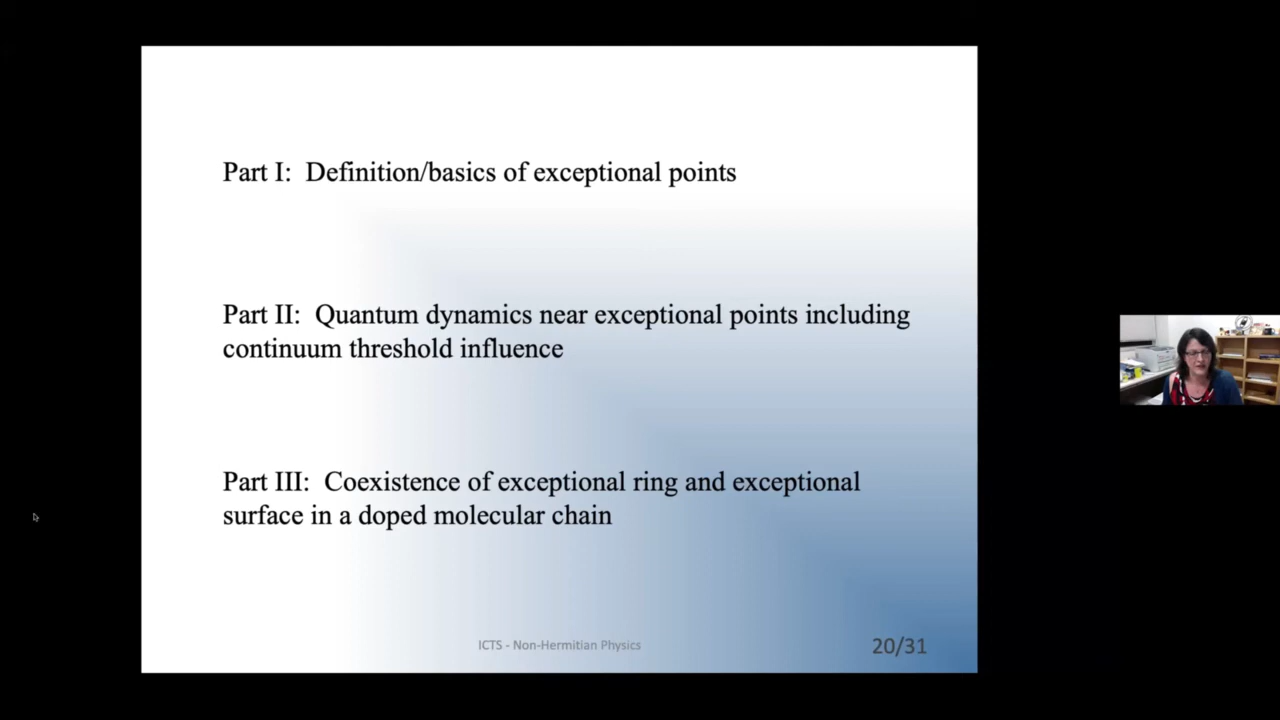 Part I:  Definition/basics of exceptional points
Part II:  Quantum dynamics near exceptional points including
continuum threshold influence
Part III:  Coexistence of exceptional ring and exceptional
surface in a doped molecular chain
ICTS - Non-Hermitian Physics
20/31